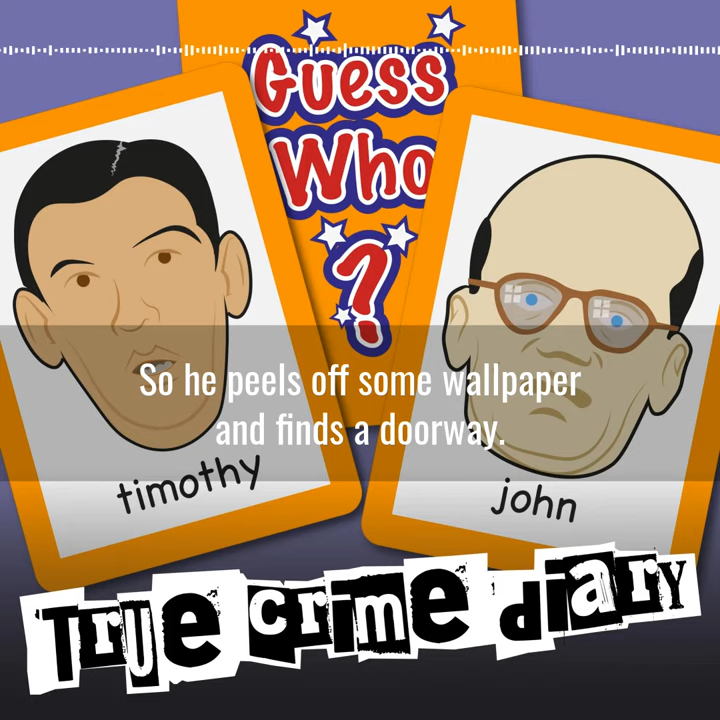 Guess
Who
?
So he peels off some wallpaper
and finds a doorway.
timothy
john
True crime diary